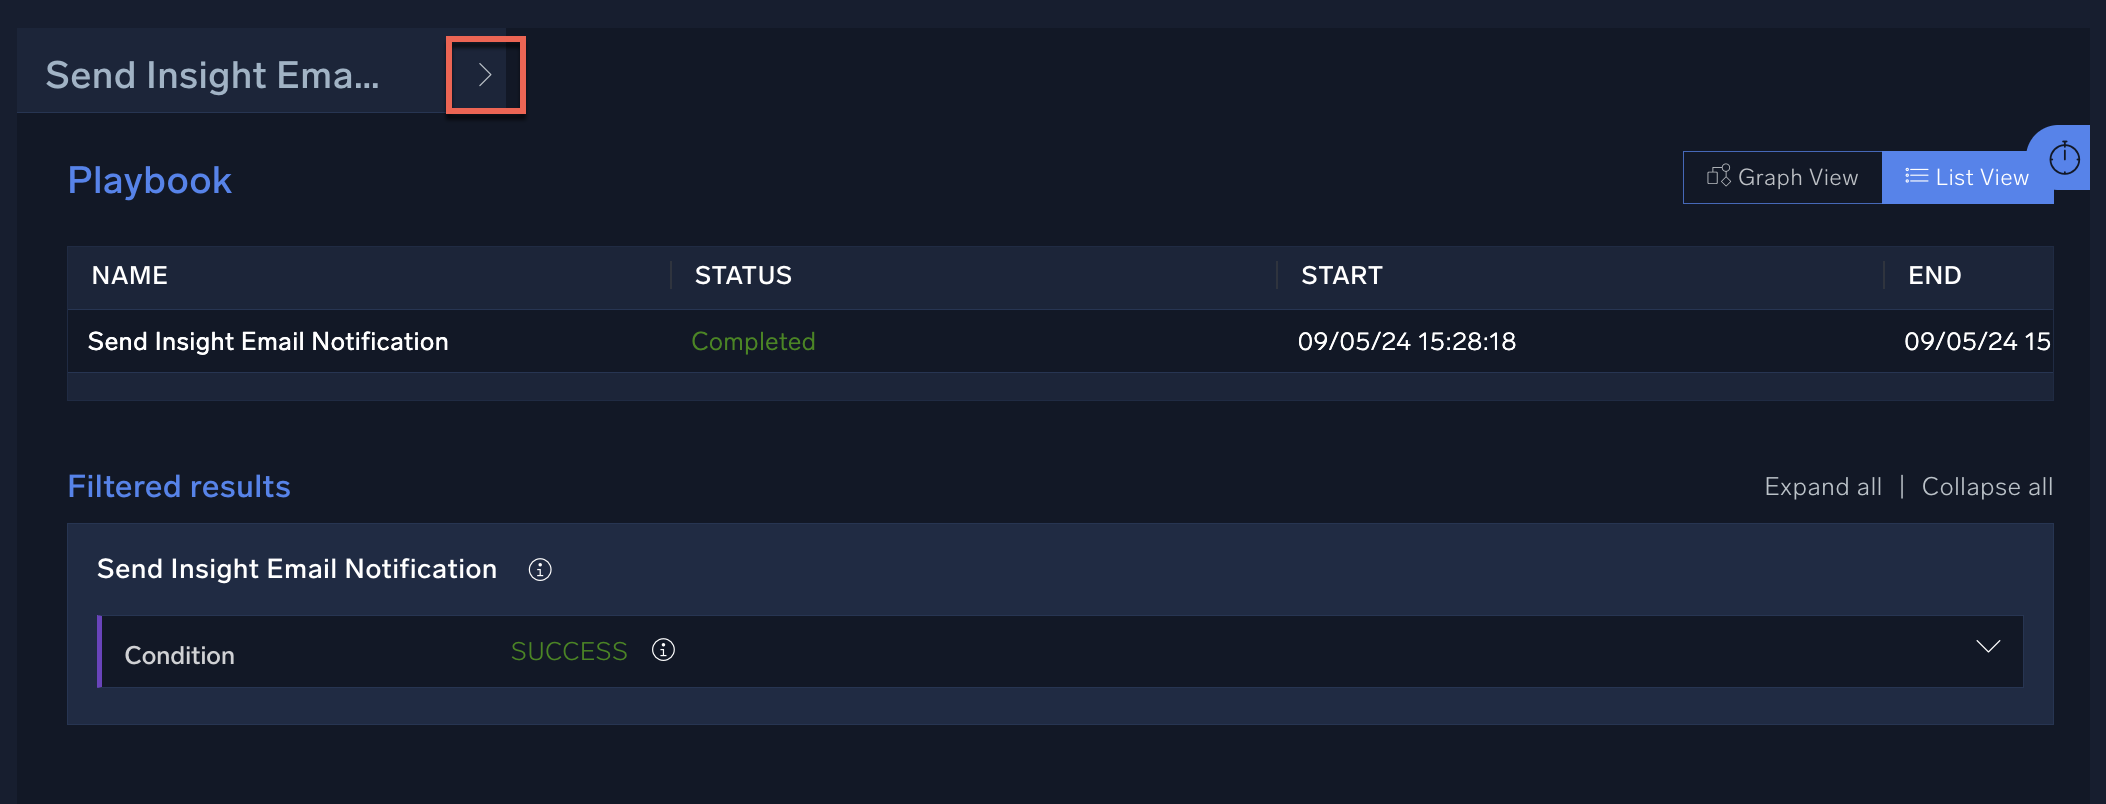 Send Insight Ema...
Playbook
Graph View
List View
NAME STATUS START END
Send Insight Email Notification Completed 09/05/24 15:28:18 09/05/24 15
Filtered results
Expand all | Collapse all
Send Insight Email Notification
Condition SUCCESS